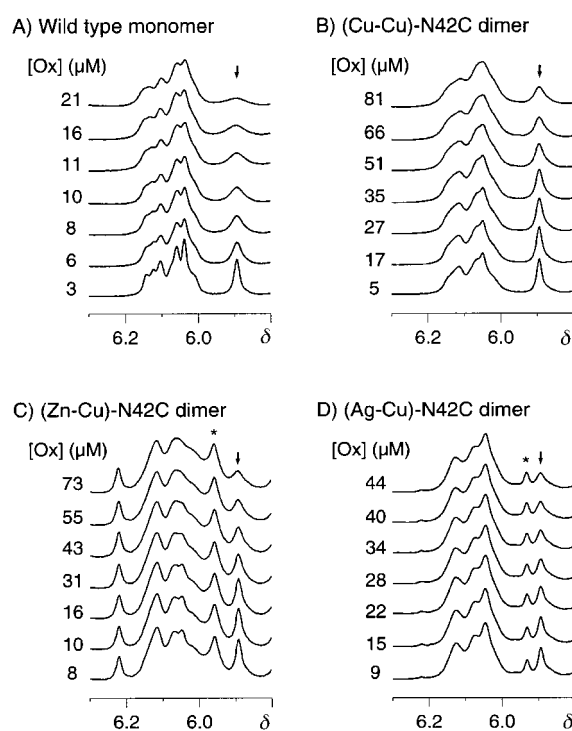 A) Wild type monomer
[Ox] (μM)
21
16
11
10
8
6
3
6.2 6.0 δ
B) (Cu-Cu)-N42C dimer
[Ox] (μM)
81
66
51
35
27
17
5
6.2 6.0 δ
C) (Zn-Cu)-N42C dimer
[Ox] (μM)
*
73
55
43
31
16
10
8
6.2 6.0 δ
D) (Ag-Cu)-N42C dimer
[Ox] (μM)
*
44
40
34
28
22
15
9
6.2 6.0 δ